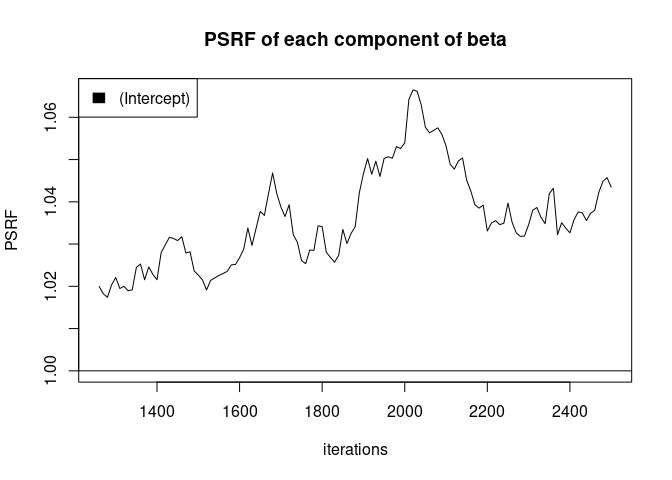 PSRF of each component of beta
(Intercept)
PSRF
1.06
1.04
1.02
1.00
1400 1600 1800 2000 2200 2400
iterations